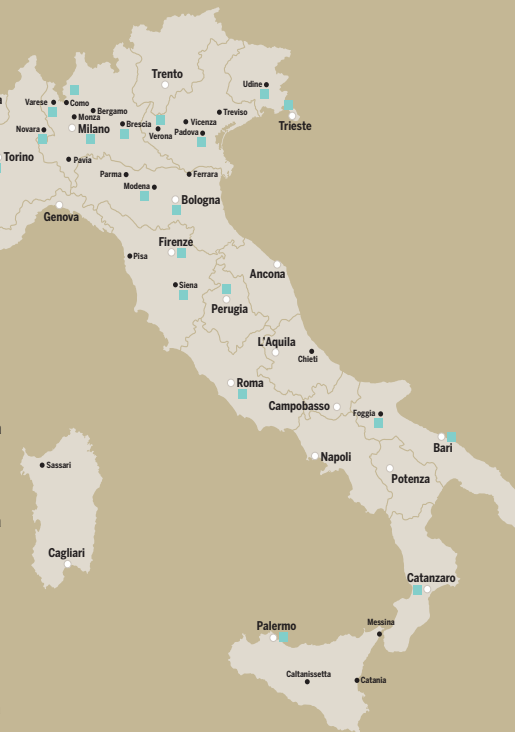 Trento
Udine
Varese
Como
Bergamo
Treviso
Monza
Brescia
Vicenza
Novara
Milano
Verona
Padova
Trieste
Torino
Pavia
Parma
Ferrara
Modena
Bologna
Genova
Firenze
Pisa
Ancona
Siena
Perugia
L'Aquila
Chieti
Roma
Campobasso
Foggia
Bari
Napoli
Sassari
Potenza
Cagliari
Catanzaro
Messina
Palermo
Caltanissetta
Catania